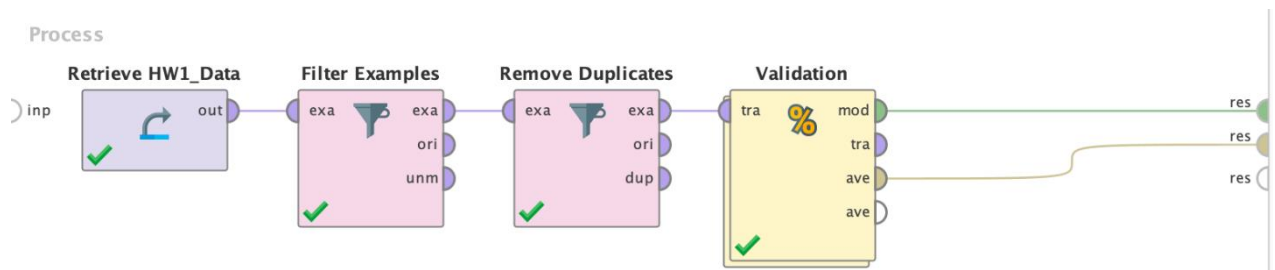 Process
Retrieve HW1_Data
Filter Examples
Remove Duplicates
Validation
inp
out
exa
exa
ori
unm
exa
exa
ori
dup
%
tra
mod
tra
ave
ave
res
res
res